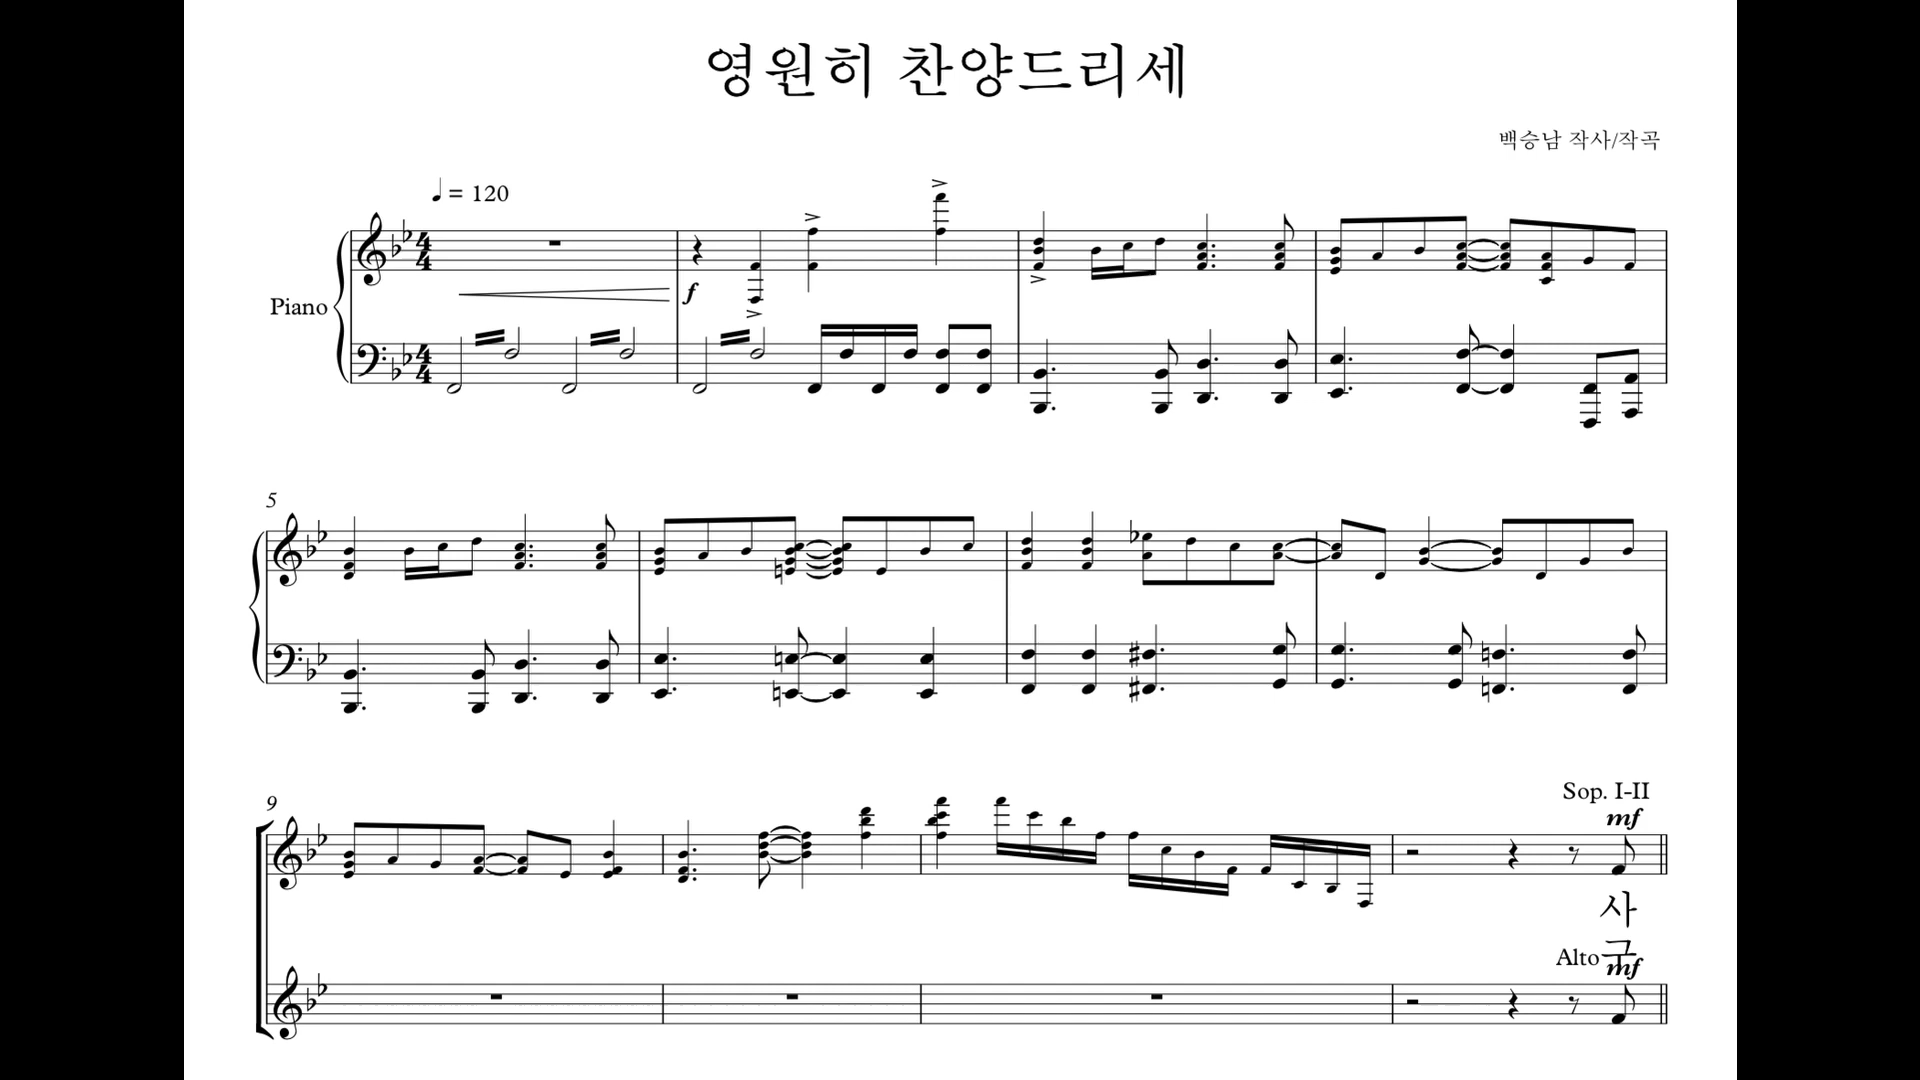 영원히 찬양드리세
백승남 작사/작곡
♩ = 120
Piano
f
5
9
Sop. I-II
mf
사
구
Alto
mf